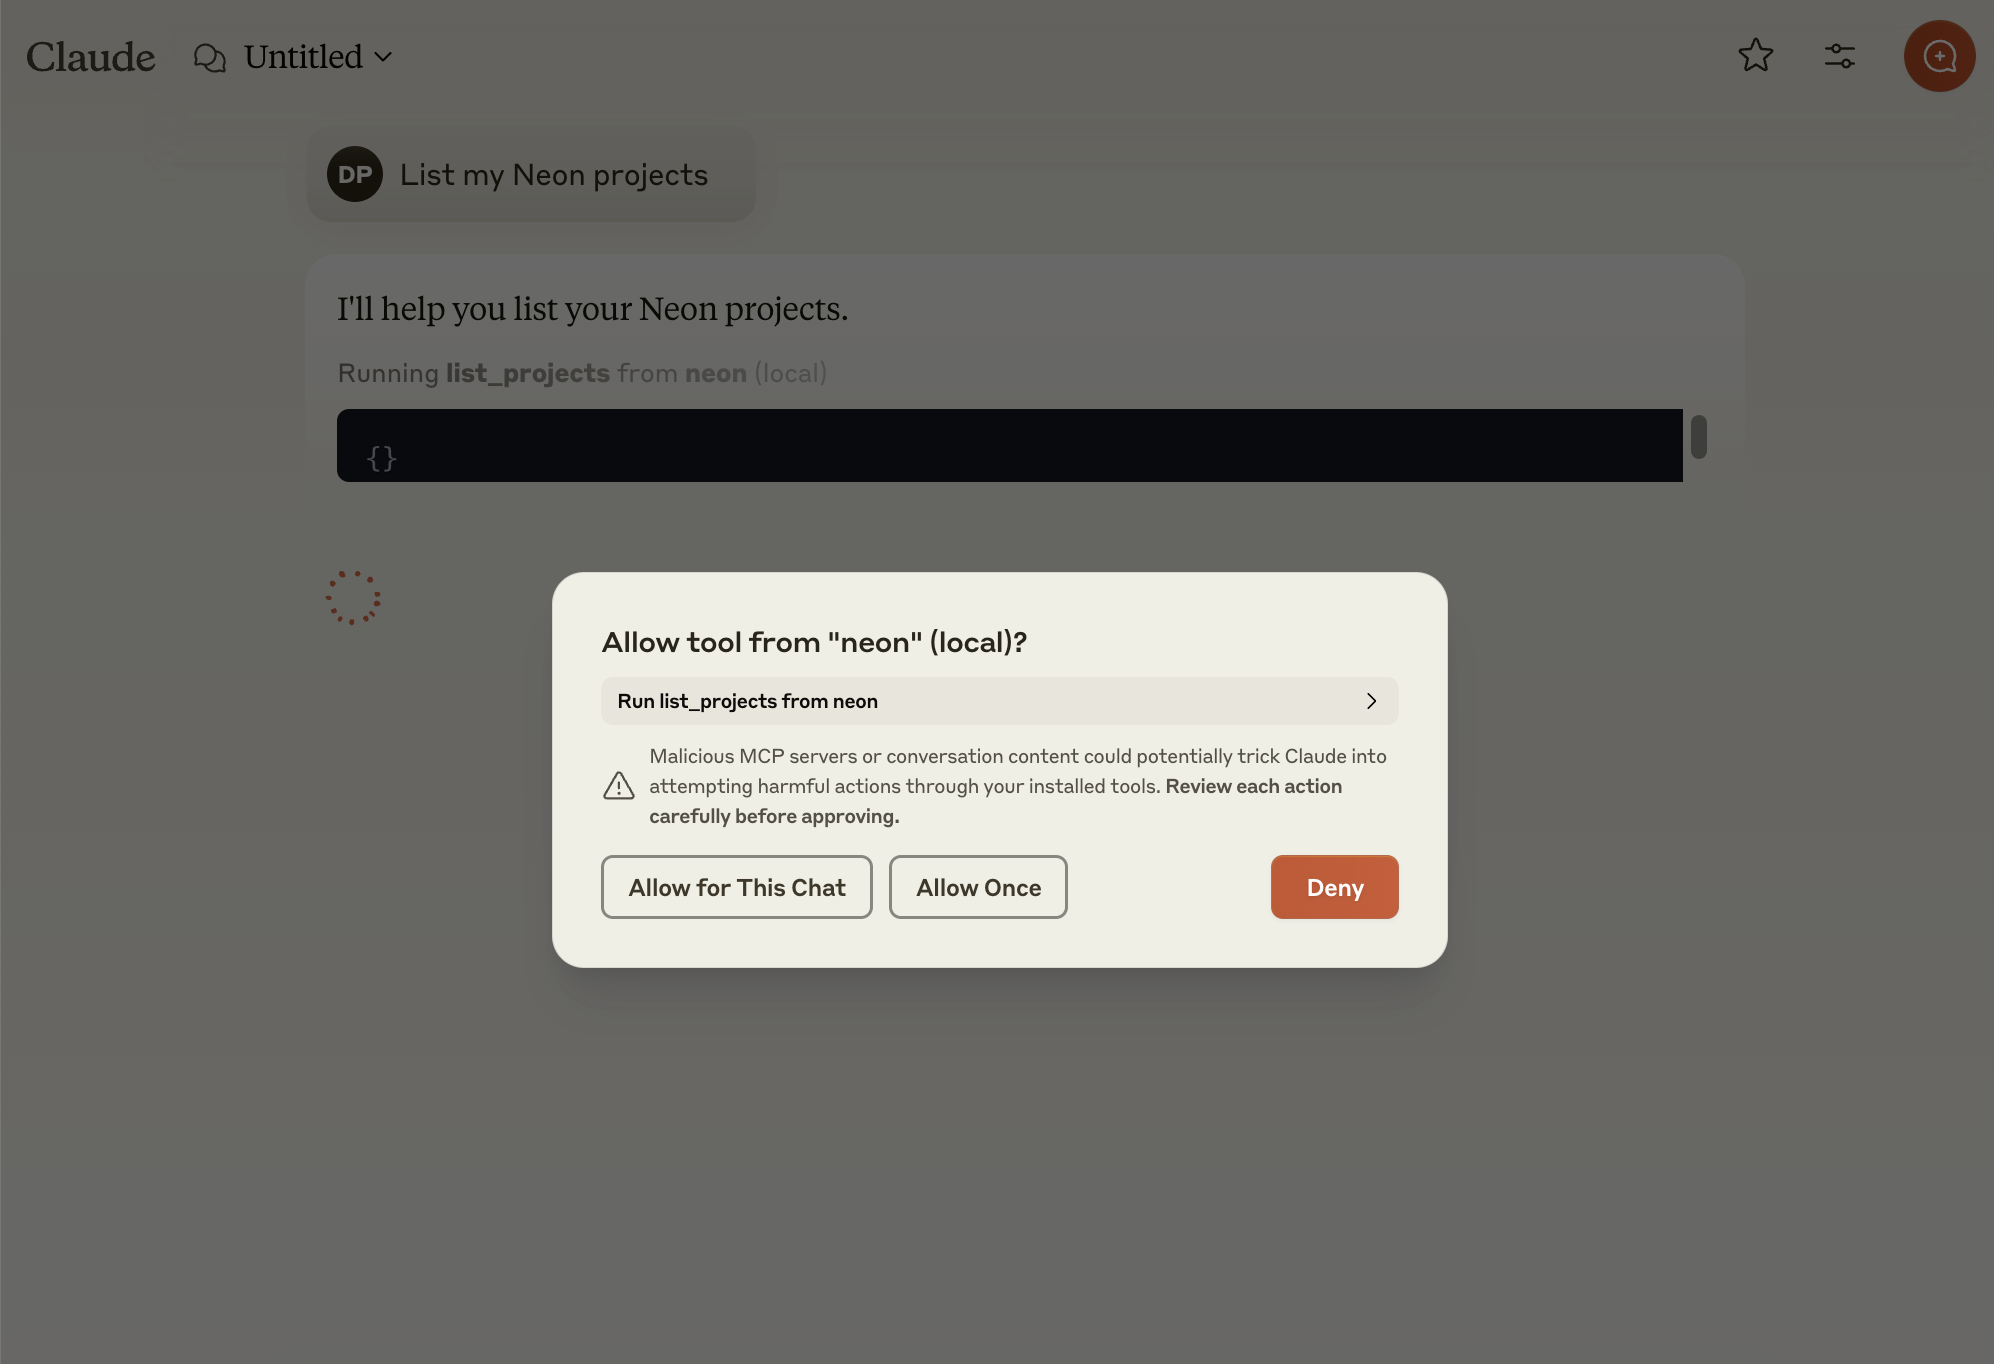 Claude
Untitled
DP
List my Neon projects
I'll help you list your Neon projects.
Running list_projects from neon (local)
{}
Allow tool from "neon" (local)?
Run list_projects from neon
Malicious MCP servers or conversation content could potentially trick Claude into
attempting harmful actions through your installed tools. Review each action
carefully before approving.
Allow for This Chat
Allow Once
Deny